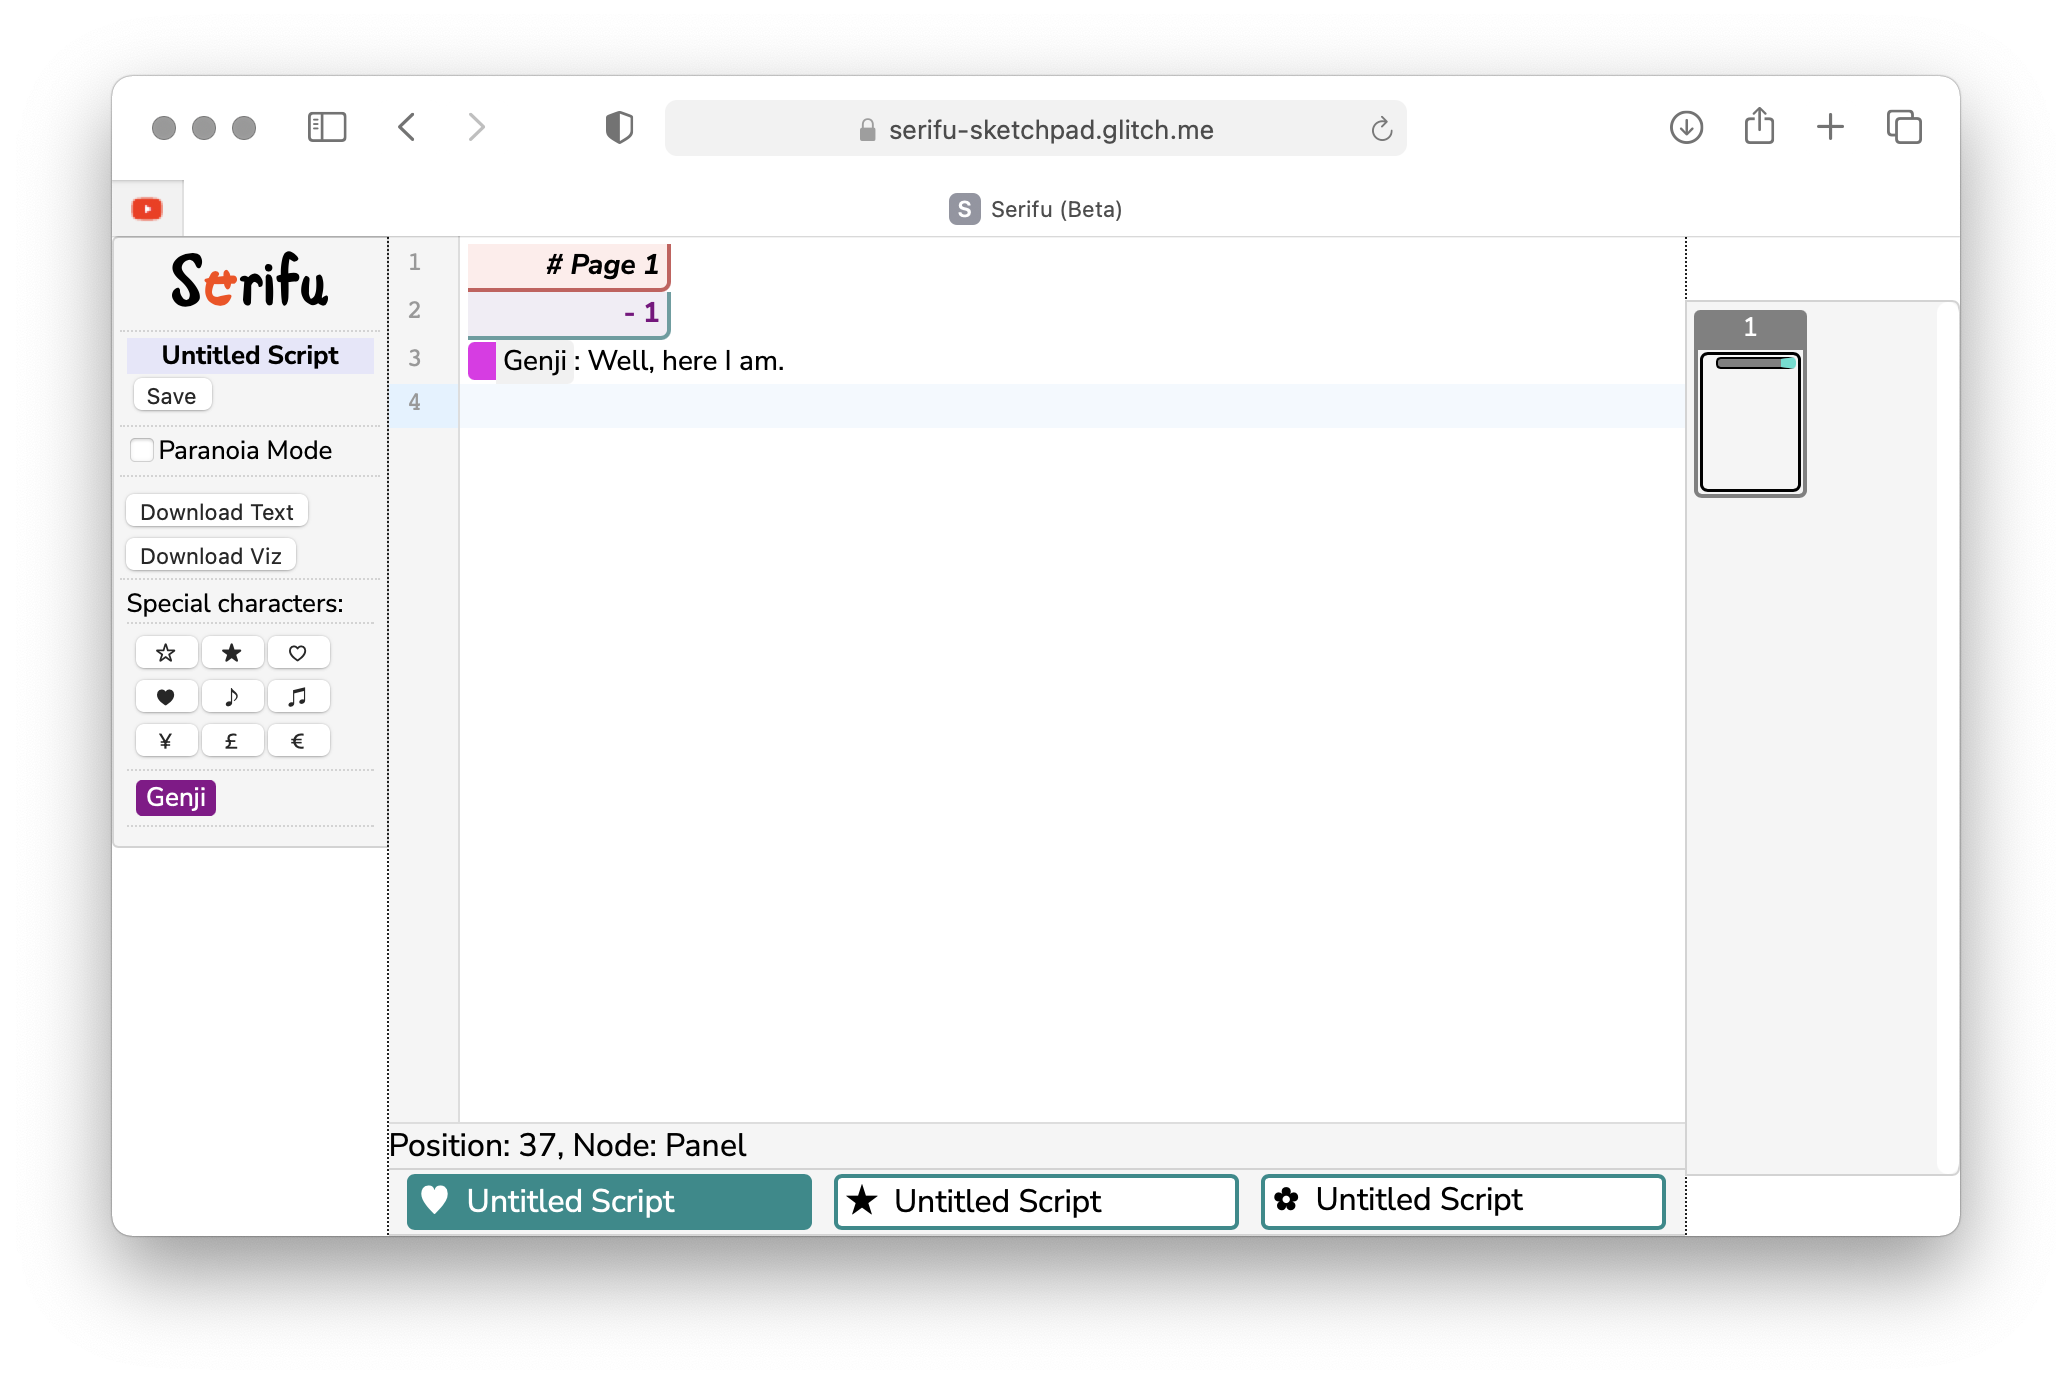 serifu-sketchpad.glitch.me
S Serifu (Beta)
Serifu
Untitled Script
Save
Paranoia Mode
Download Text
Download Viz
Special characters:
☆ ★ ♡
♥ ♪ ♫
¥ £ €
Genji
1 # Page 1
2 - 1
3 Genji : Well, here I am.
4
1
Position: 37, Node: Panel
♥ Untitled Script
★ Untitled Script
✿ Untitled Script